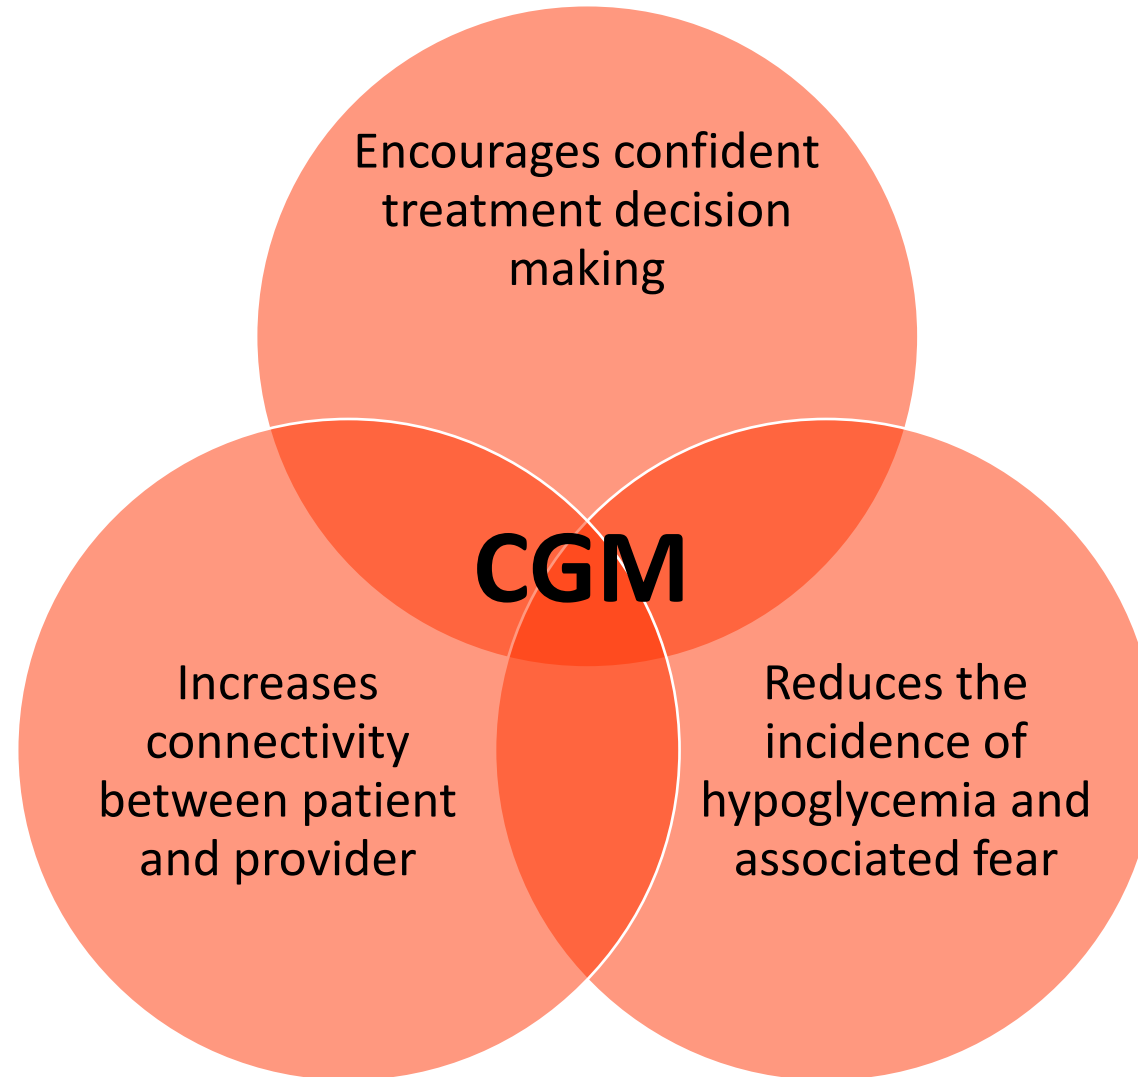 Encourages confident
treatment decision
making
CGM
Increases
connectivity
between patient
and provider
Reduces the
incidence of
hypoglycemia and
associated fear